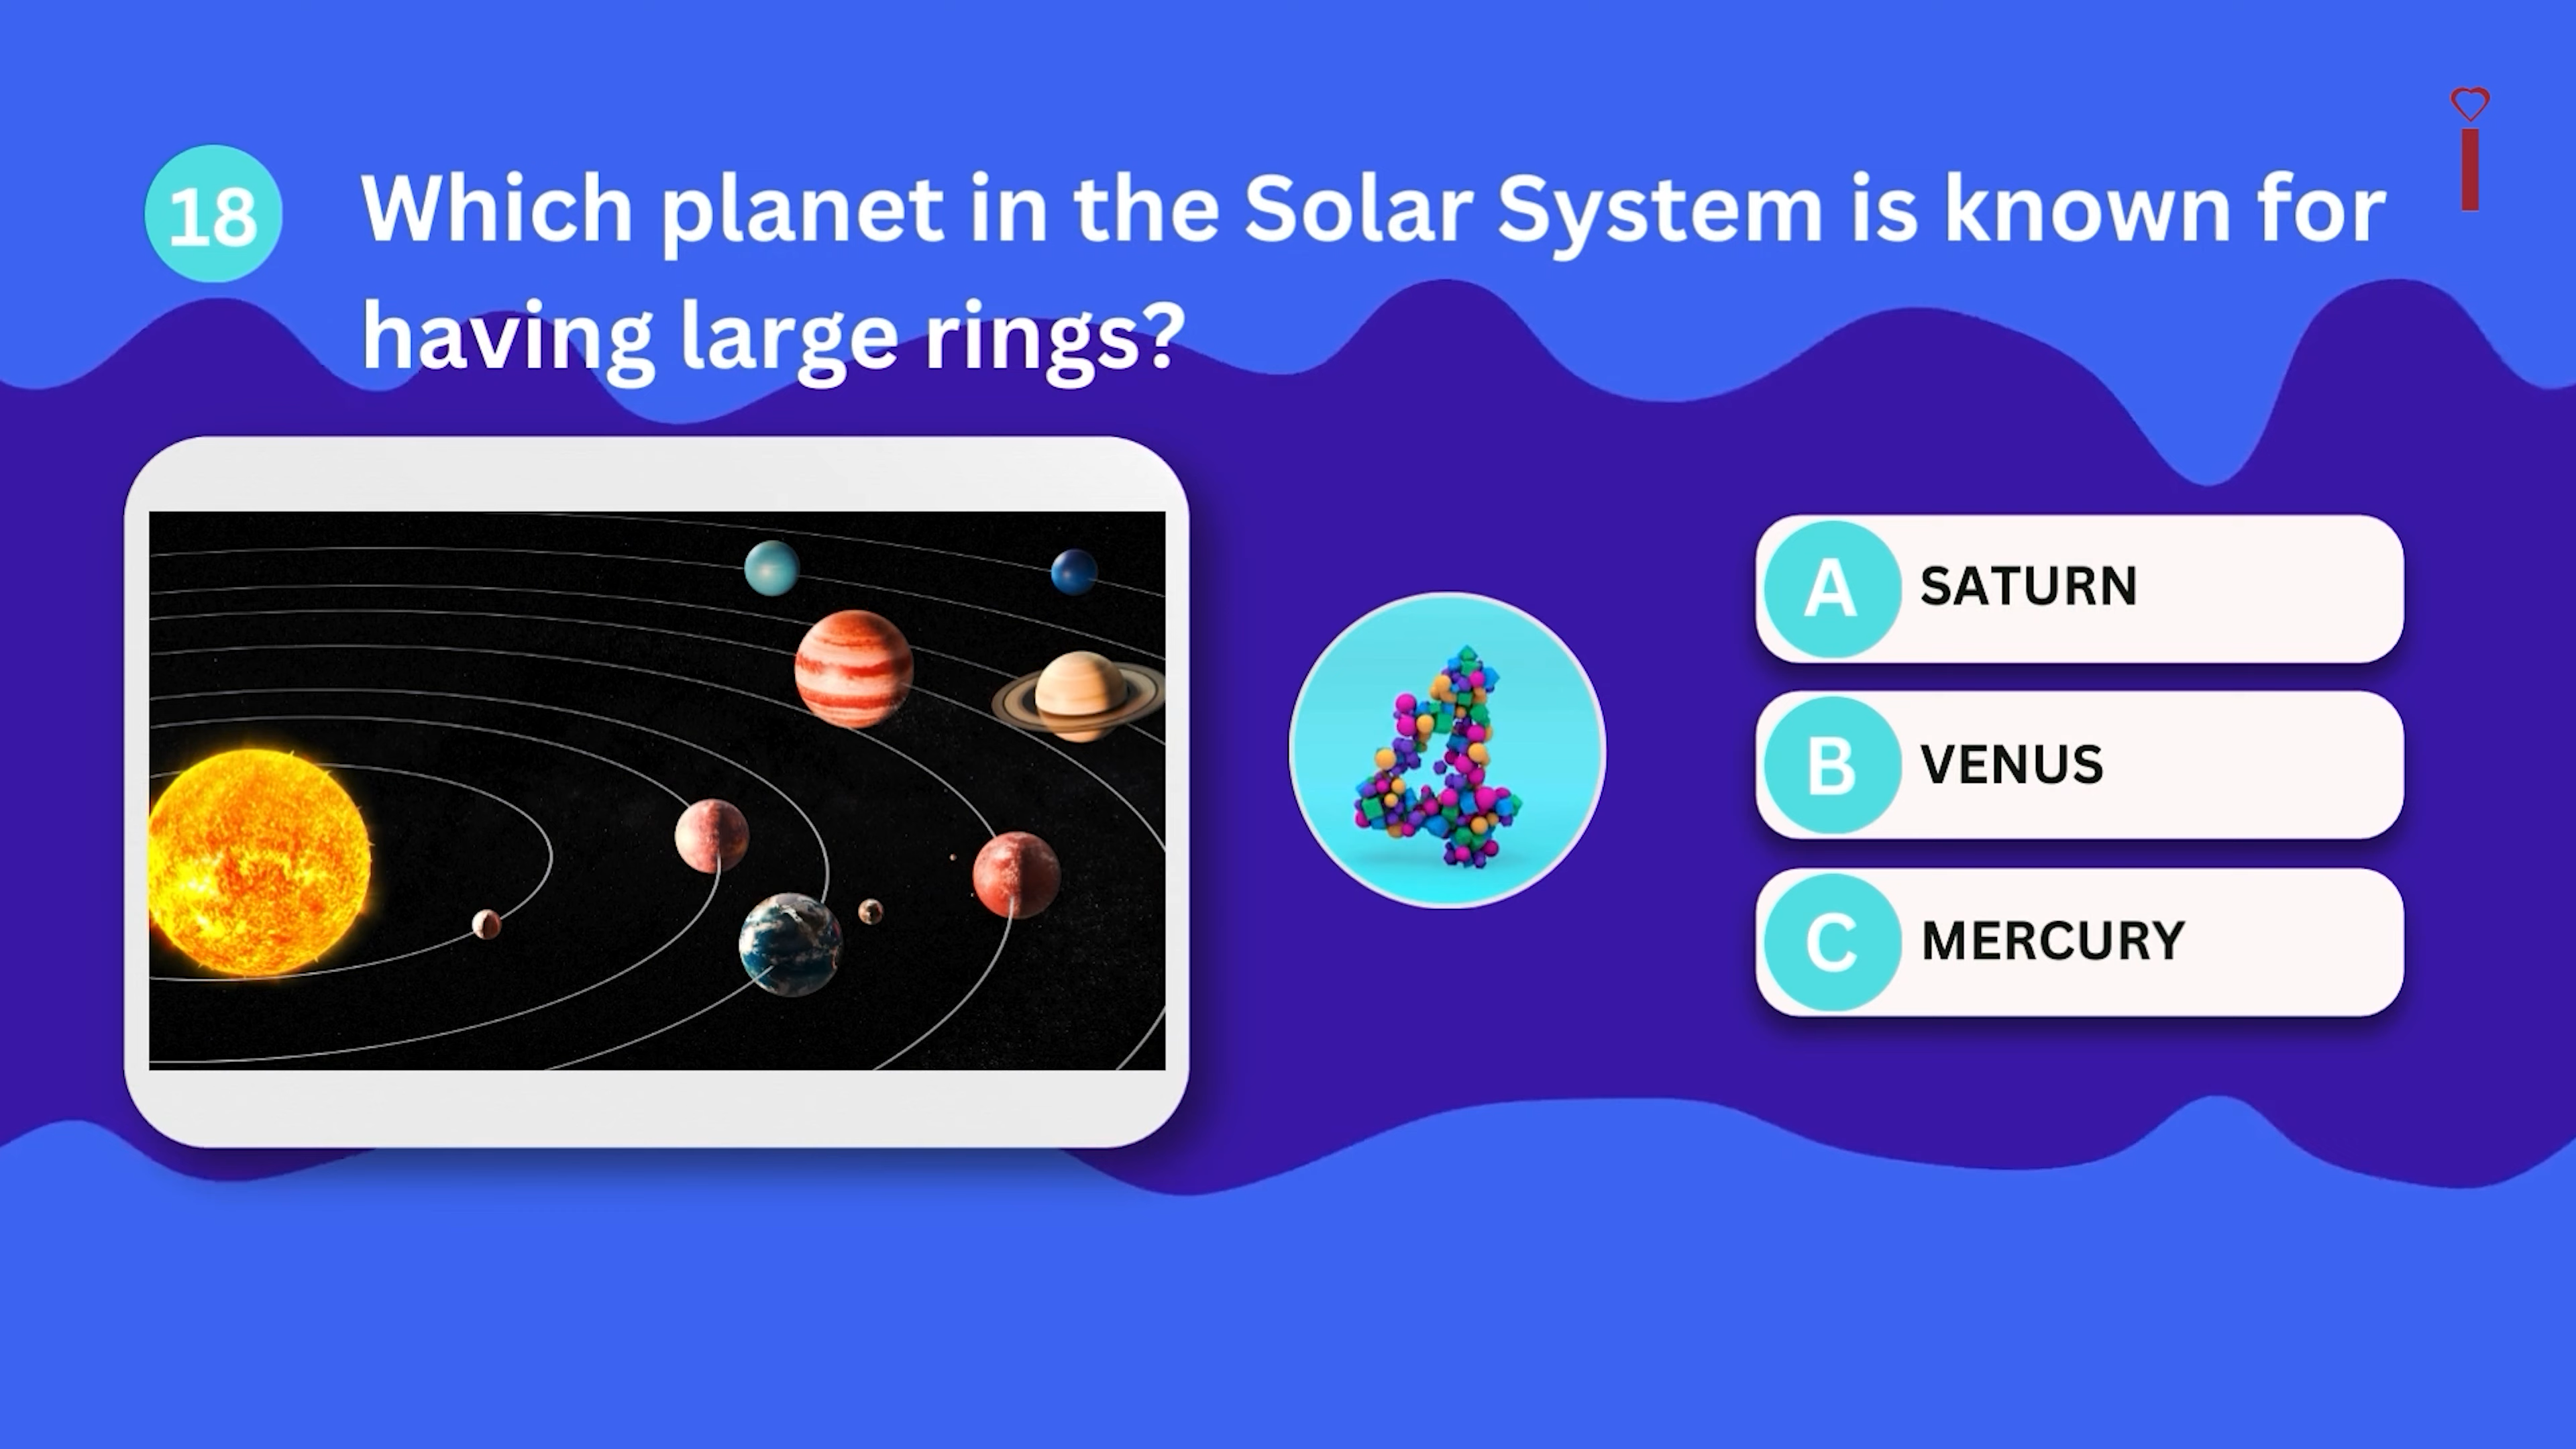 18
Which planet in the Solar System is known for
having large rings?
4
A SATURN
B VENUS
C MERCURY